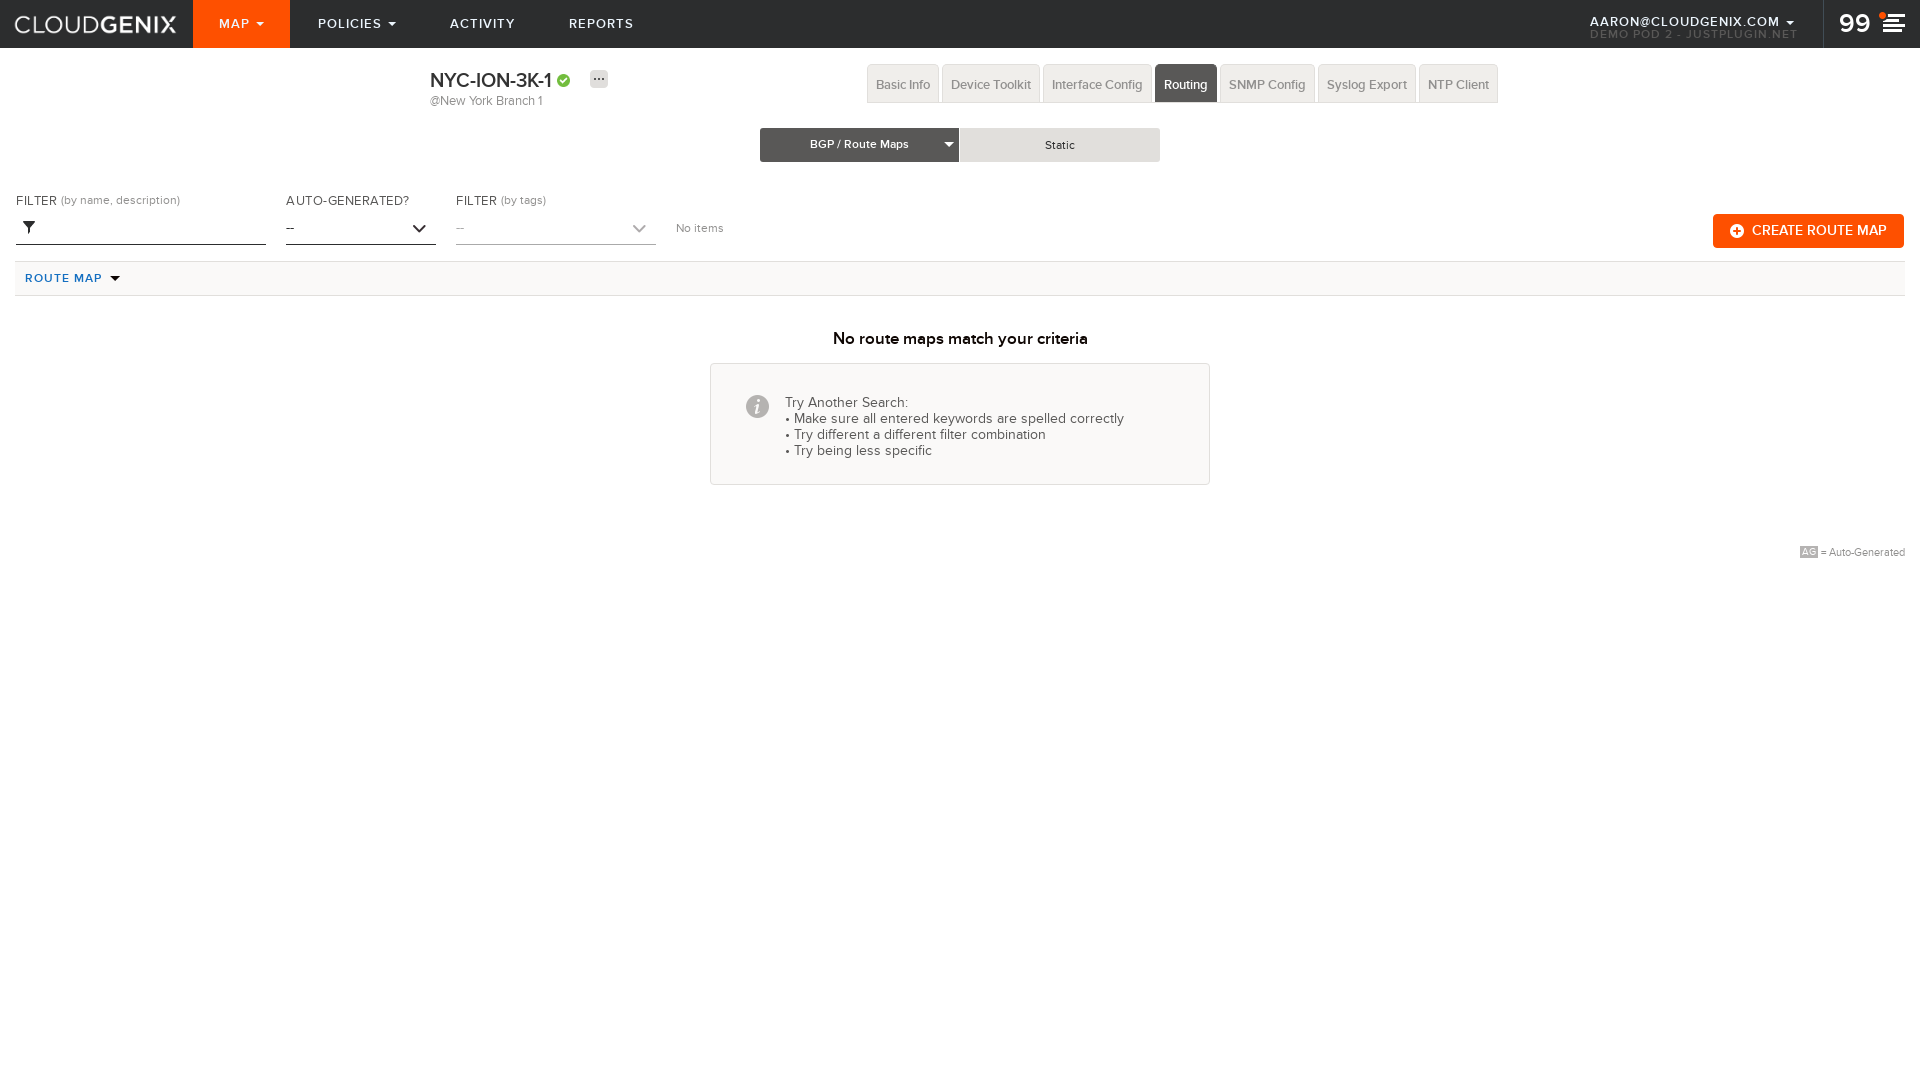 CLOUDGENIX
MAP
POLICIES
ACTIVITY
REPORTS
AARON@CLOUDGENIX.COM
DEMO POD 2 - JUSTPLUGIN.NET
99
NYC-ION-3K-1
@New York Branch 1
Basic Info
Device Toolkit
Interface Config
Routing
SNMP Config
Syslog Export
NTP Client
BGP / Route Maps
Static
FILTER (by name, description)
AUTO-GENERATED?
--
FILTER (by tags)
--
No items
CREATE ROUTE MAP
ROUTE MAP
No route maps match your criteria
Try Another Search:
• Make sure all entered keywords are spelled correctly
• Try different a different filter combination
• Try being less specific
AG = Auto-Generated